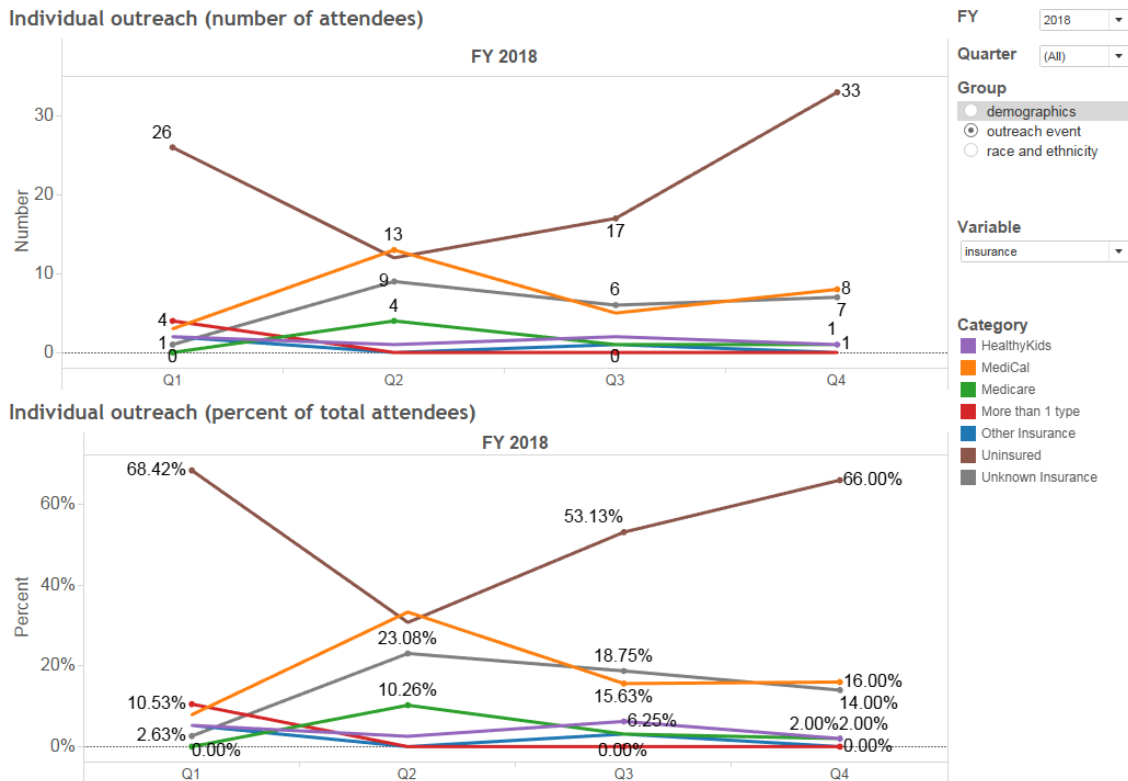 Individual outreach (number of attendees)
FY 2018
30
20
10
0
Number
26
4
1
0
13
9
4
17
6
0
33
8
7
1
1
Q1
Q2
Q3
Q4
Individual outreach (percent of total attendees)
FY 2018
60%
40%
20%
0%
Percent
68.42%
10.53%
2.63%
0.00%
23.08%
10.26%
53.13%
18.75%
15.63%
6.25%
0.00%
66.00%
16.00%
14.00%
2.00% 2.00%
0.00%
Q1
Q2
Q3
Q4
FY 2018
Quarter (All)
Group
demographics
outreach event
race and ethnicity
Variable
insurance
Category
HealthyKids
MediCal
Medicare
More than 1 type
Other Insurance
Uninsured
Unknown Insurance